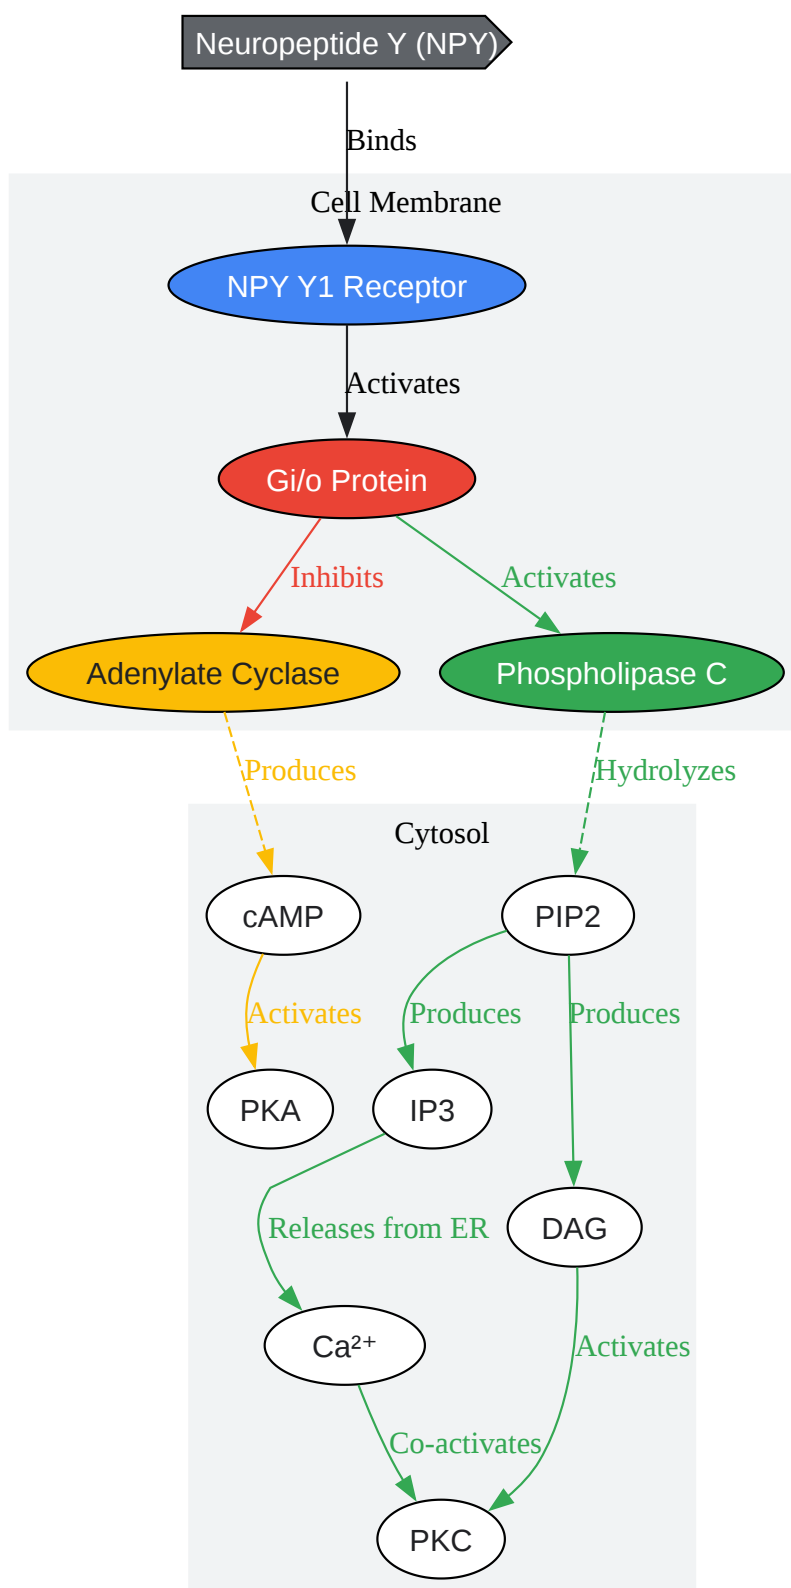 Neuropeptide Y (NPY)
Binds
Cell Membrane
NPY Y1 Receptor
Activates
Gi/o Protein
Inhibits
Activates
Adenylate Cyclase
Phospholipase C
Produces
Hydrolyzes
Cytosol
cAMP
PIP2
Activates
Produces
Produces
PKA
IP3
Releases from ER
DAG
Ca²⁺
Activates
Co-activates
PKC